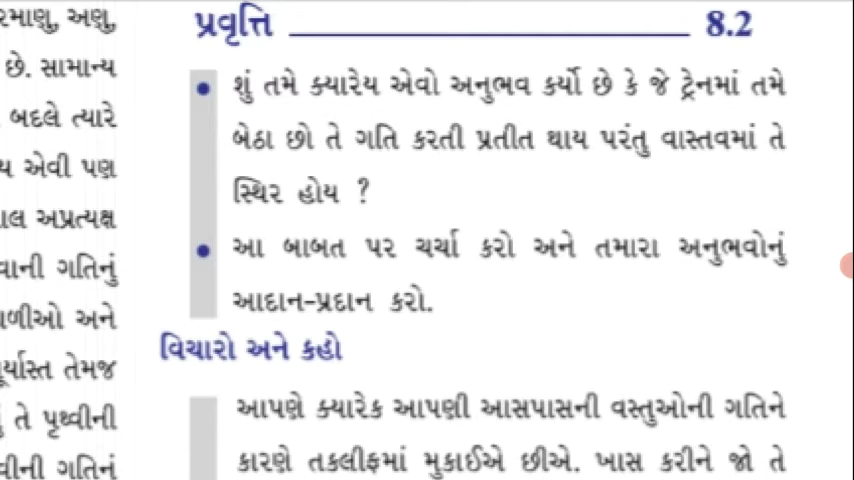 અણુ,
છે. સામાન્ય
બદલે ત્યારે
એવી પણ
અપ્રત્યક્ષ
ગતિનું
અને
તેમજ
તે પૃથ્વીની
ગતિનં
પ્રવૃત્તિ 8.2
• શું તમે ક્યારેય એવો અનુભવ કર્યો છે કે જે ટ્રેનમાં તમે
બેઠા છો તે ગતિ કરતી પ્રતીત થાય પરંતુ વાસ્તવમાં તે
સ્થિર હોય ?
• આ બાબત પર ચર્ચા કરો અને તમારા અનુભવોનું
આદાન-પ્રદાન કરો.
વિચારો અને કહો
આપણે ક્યારેક આપણી આસપાસની વસ્તુઓની ગતિને
કારણે તકલીફમાં મુકાઈએ છીએ. ખાસ કરીને જો તે